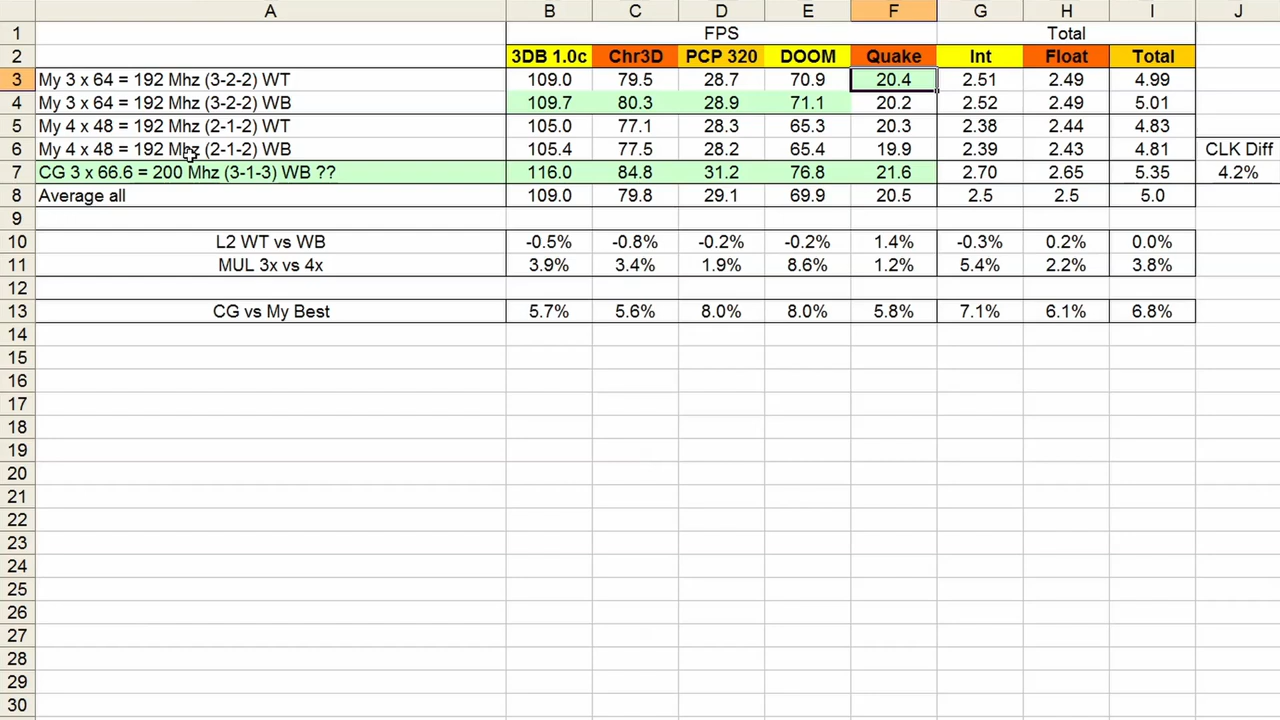 A B C D E F G H I J
1 FPS Total
2 3DB 1.0c Chr3D PCP 320 DOOM Quake Int Float Total
3 My 3 x 64 = 192 Mhz (3-2-2) WT 109.0 79.5 28.7 70.9 20.4 2.51 2.49 4.99
4 My 3 x 64 = 192 Mhz (3-2-2) WB 109.7 80.3 28.9 71.1 20.2 2.52 2.49 5.01
5 My 4 x 48 = 192 Mhz (2-1-2) WT 105.0 77.1 28.3 65.3 20.3 2.38 2.44 4.83
6 My 4 x 48 = 192 Mhz (2-1-2) WB 105.4 77.5 28.2 65.4 19.9 2.39 2.43 4.81 CLK Diff
7 CG 3 x 66.6 = 200 Mhz (3-1-3) WB ?? 116.0 84.8 31.2 76.8 21.6 2.70 2.65 5.35 4.2%
8 Average all 109.0 79.8 29.1 69.9 20.5 2.5 2.5 5.0
9
10 L2 WT vs WB -0.5% -0.8% -0.2% -0.2% 1.4% -0.3% 0.2% 0.0%
11 MUL 3x vs 4x 3.9% 3.4% 1.9% 8.6% 1.2% 5.4% 2.2% 3.8%
12
13 CG vs My Best 5.7% 5.6% 8.0% 8.0% 5.8% 7.1% 6.1% 6.8%
14
15
16
17
18
19
20
21
22
23
24
25
26
27
28
29
30